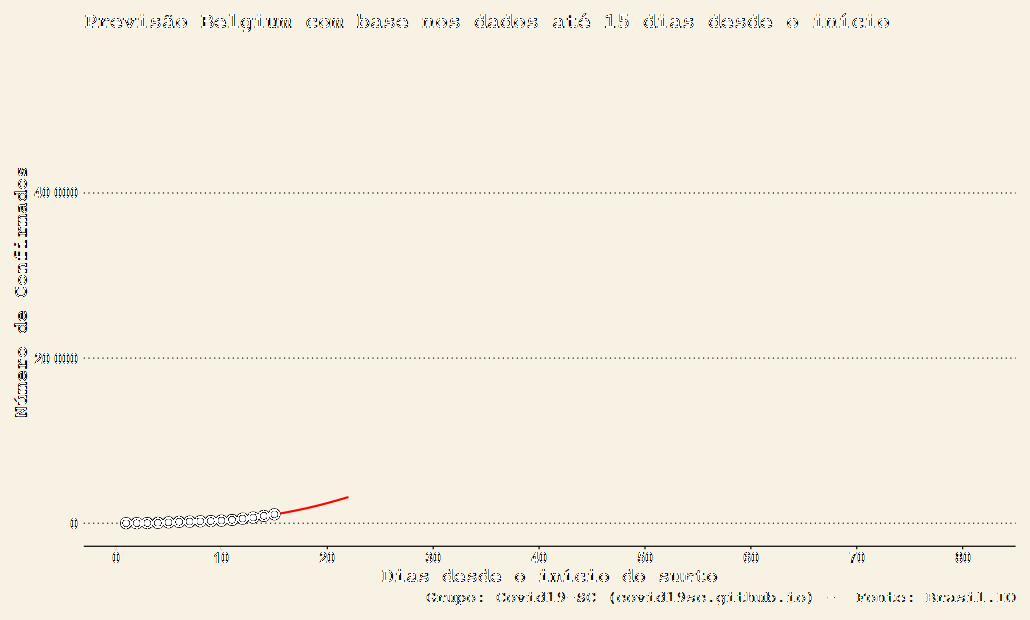 Previsão Belgium com base nos dados até 15 dias desde o início
Número de Confirmados
0
0 10 20 30 40 50 60 70 80
Dias desde o início do surto
Grupo: Covid19-SC (covid19sc.github.io) - Fonte: Brasil.IO